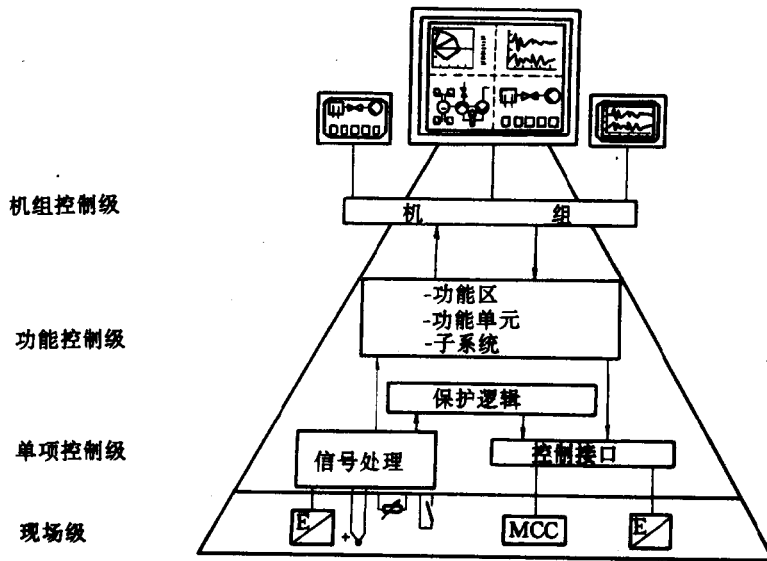 机组控制级
机 组
-功能区
-功能单元
-子系统
功能控制级
保护逻辑
单项控制级
信号处理
控制接口
现场级
E
+
MCC
E